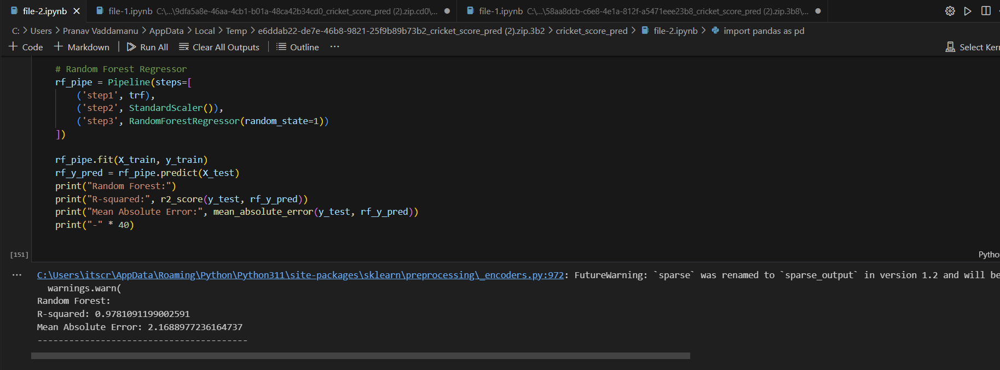 file-2.ipynb file-1.ipynb C:\...\9dfa5a8e-46aa-4cb1-b01a-48ca42b34cd0_cricket_score_pred (2).zip.cd0\... file-1.ipynb C:\...\58aa8dcb-c6e8-4e1a-812f-a5471eee23b8_cricket_score_pred (2).zip.3b8\...
C: > Users > Pranav Vaddamanu > AppData > Local > Temp > e6ddab22-de7e-46b8-9821-25f9b89b73b2_cricket_score_pred (2).zip.3b2 > cricket_score_pred > file-2.ipynb > import pandas as pd
+ Code + Markdown | Run All Clear All Outputs | Outline ... Select Ker
# Random Forest Regressor
rf_pipe = Pipeline(steps=[
('step1', trf),
('step2', StandardScaler()),
('step3', RandomForestRegressor(random_state=1))
])
rf_pipe.fit(X_train, y_train)
rf_y_pred = rf_pipe.predict(X_test)
print("Random Forest:")
print("R-squared:", r2_score(y_test, rf_y_pred))
print("Mean Absolute Error:", mean_absolute_error(y_test, rf_y_pred))
print("-" * 40)
[151] Pytho
... C:\Users\itscr\AppData\Roaming\Python\Python311\site-packages\sklearn\preprocessing\_encoders.py:972: FutureWarning: `sparse` was renamed to `sparse_output` in version 1.2 and will be
warnings.warn(
Random Forest:
R-squared: 0.9781091199002591
Mean Absolute Error: 2.1688977236164737
----------------------------------------